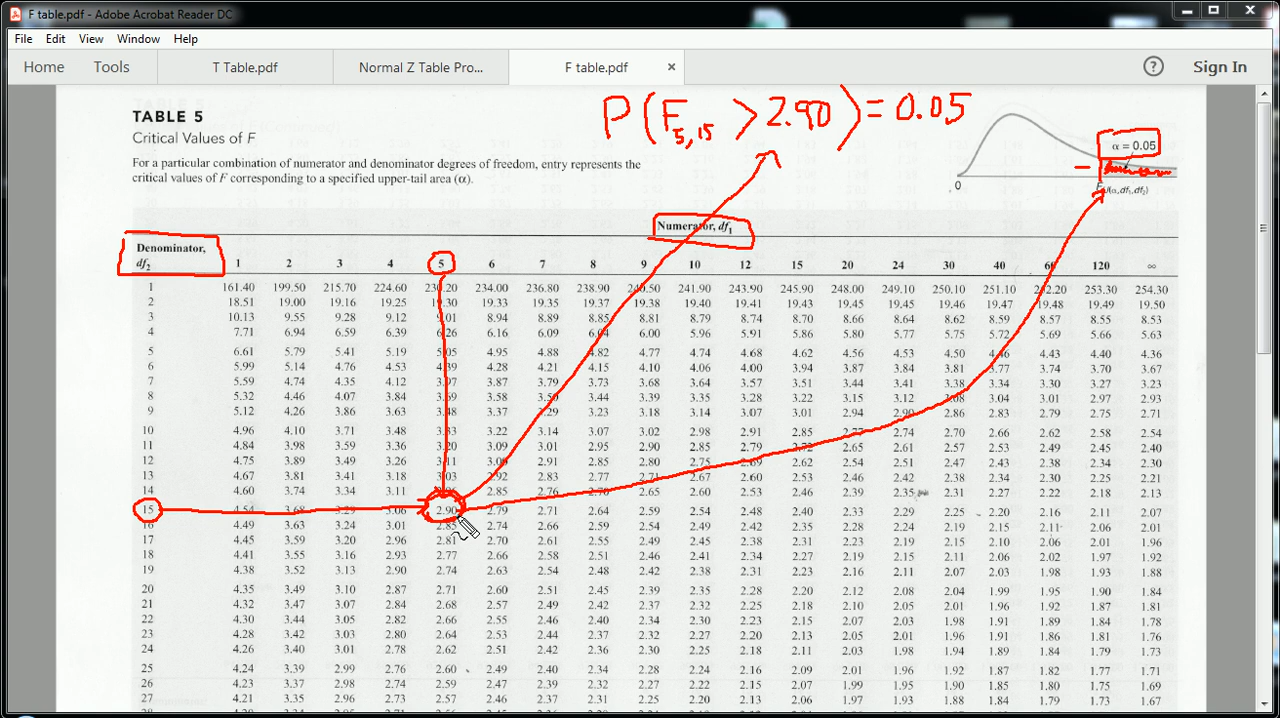 F table.pdf - Adobe Acrobat Reader DC
File Edit View Window Help
Home Tools T Table.pdf Normal Z Table Pro... F table.pdf × ? Sign In
P(F5,15 > 2.90) = 0.05
TABLE 5
Critical Values of F
For a particular combination of numerator and denominator degrees of freedom, entry represents the
critical values of F corresponding to a specified upper-tail area (α).
α = 0.05
0
Numerator, df1
Denominator,
df2 1 2 3 4 5 6 7 8 9 10 12 15 20 24 30 40 60 120 ∞
1 161.40 199.50 215.70 224.60 230.20 234.00 236.80 238.90 240.50 241.90 243.90 245.90 248.00 249.10 250.10 251.10 252.20 253.30 254.30
2 18.51 19.00 19.16 19.25 19.30 19.33 19.35 19.37 19.38 19.40 19.41 19.43 19.45 19.45 19.46 19.47 19.48 19.49 19.50
3 10.13 9.55 9.28 9.12 9.01 8.94 8.89 8.85 8.81 8.79 8.74 8.70 8.66 8.64 8.62 8.59 8.57 8.55 8.53
4 7.71 6.94 6.59 6.39 6.26 6.16 6.09 6.04 6.00 5.96 5.91 5.86 5.80 5.77 5.75 5.72 5.69 5.66 5.63
5 6.61 5.79 5.41 5.19 5.05 4.95 4.88 4.82 4.77 4.74 4.68 4.62 4.56 4.53 4.50 4.46 4.43 4.40 4.36
6 5.99 5.14 4.76 4.53 4.39 4.28 4.21 4.15 4.10 4.06 4.00 3.94 3.87 3.84 3.81 3.77 3.74 3.70 3.67
7 5.59 4.74 4.35 4.12 3.97 3.87 3.79 3.73 3.68 3.64 3.57 3.51 3.44 3.41 3.38 3.34 3.30 3.27 3.23
8 5.32 4.46 4.07 3.84 3.69 3.58 3.50 3.44 3.39 3.35 3.28 3.22 3.15 3.12 3.08 3.04 3.01 2.97 2.93
9 5.12 4.26 3.86 3.63 3.48 3.37 3.29 3.23 3.18 3.14 3.07 3.01 2.94 2.90 2.86 2.83 2.79 2.75 2.71
10 4.96 4.10 3.71 3.48 3.33 3.22 3.14 3.07 3.02 2.98 2.91 2.85 2.77 2.74 2.70 2.66 2.62 2.58 2.54
11 4.84 3.98 3.59 3.36 3.20 3.09 3.01 2.95 2.90 2.85 2.79 2.72 2.65 2.61 2.57 2.53 2.49 2.45 2.40
12 4.75 3.89 3.49 3.26 3.11 3.00 2.91 2.85 2.80 2.75 2.69 2.62 2.54 2.51 2.47 2.43 2.38 2.34 2.30
13 4.67 3.81 3.41 3.18 3.03 2.92 2.83 2.77 2.71 2.67 2.60 2.53 2.46 2.42 2.38 2.34 2.30 2.25 2.21
14 4.60 3.74 3.34 3.11 2.85 2.76 2.70 2.65 2.60 2.53 2.46 2.39 2.35 2.31 2.27 2.22 2.18 2.13
15 4.54 3.68 3.29 3.06 2.90 2.79 2.71 2.64 2.59 2.54 2.48 2.40 2.33 2.29 2.25 2.20 2.16 2.11 2.07
16 4.49 3.63 3.24 3.01 2.85 2.74 2.66 2.59 2.54 2.49 2.42 2.35 2.28 2.24 2.19 2.15 2.11 2.06 2.01
17 4.45 3.59 3.20 2.96 2.81 2.70 2.61 2.55 2.49 2.45 2.38 2.31 2.23 2.19 2.15 2.10 2.06 2.01 1.96
18 4.41 3.55 3.16 2.93 2.77 2.66 2.58 2.51 2.46 2.41 2.34 2.27 2.19 2.15 2.11 2.06 2.02 1.97 1.92
19 4.38 3.52 3.13 2.90 2.74 2.63 2.54 2.48 2.42 2.38 2.31 2.23 2.16 2.11 2.07 2.03 1.98 1.93 1.88
20 4.35 3.49 3.10 2.87 2.71 2.60 2.51 2.45 2.39 2.35 2.28 2.20 2.12 2.08 2.04 1.99 1.95 1.90 1.84
21 4.32 3.47 3.07 2.84 2.68 2.57 2.49 2.42 2.37 2.32 2.25 2.18 2.10 2.05 2.01 1.96 1.92 1.87 1.81
22 4.30 3.44 3.05 2.82 2.66 2.55 2.46 2.40 2.34 2.30 2.23 2.15 2.07 2.03 1.98 1.91 1.89 1.84 1.78
23 4.28 3.42 3.03 2.80 2.64 2.53 2.44 2.37 2.32 2.27 2.20 2.13 2.05 2.01 1.96 1.91 1.86 1.81 1.76
24 4.26 3.40 3.01 2.78 2.62 2.51 2.42 2.36 2.30 2.25 2.18 2.11 2.03 1.98 1.94 1.89 1.84 1.79 1.73
25 4.24 3.39 2.99 2.76 2.60 2.49 2.40 2.34 2.28 2.24 2.16 2.09 2.01 1.96 1.92 1.87 1.82 1.77 1.71
26 4.23 3.37 2.98 2.74 2.59 2.47 2.39 2.32 2.27 2.22 2.15 2.07 1.99 1.95 1.90 1.85 1.80 1.75 1.69
27 4.21 3.35 2.96 2.73 2.57 2.46 2.37 2.31 2.25 2.20 2.13 2.06 1.97 1.93 1.88 1.84 1.79 1.73 1.67